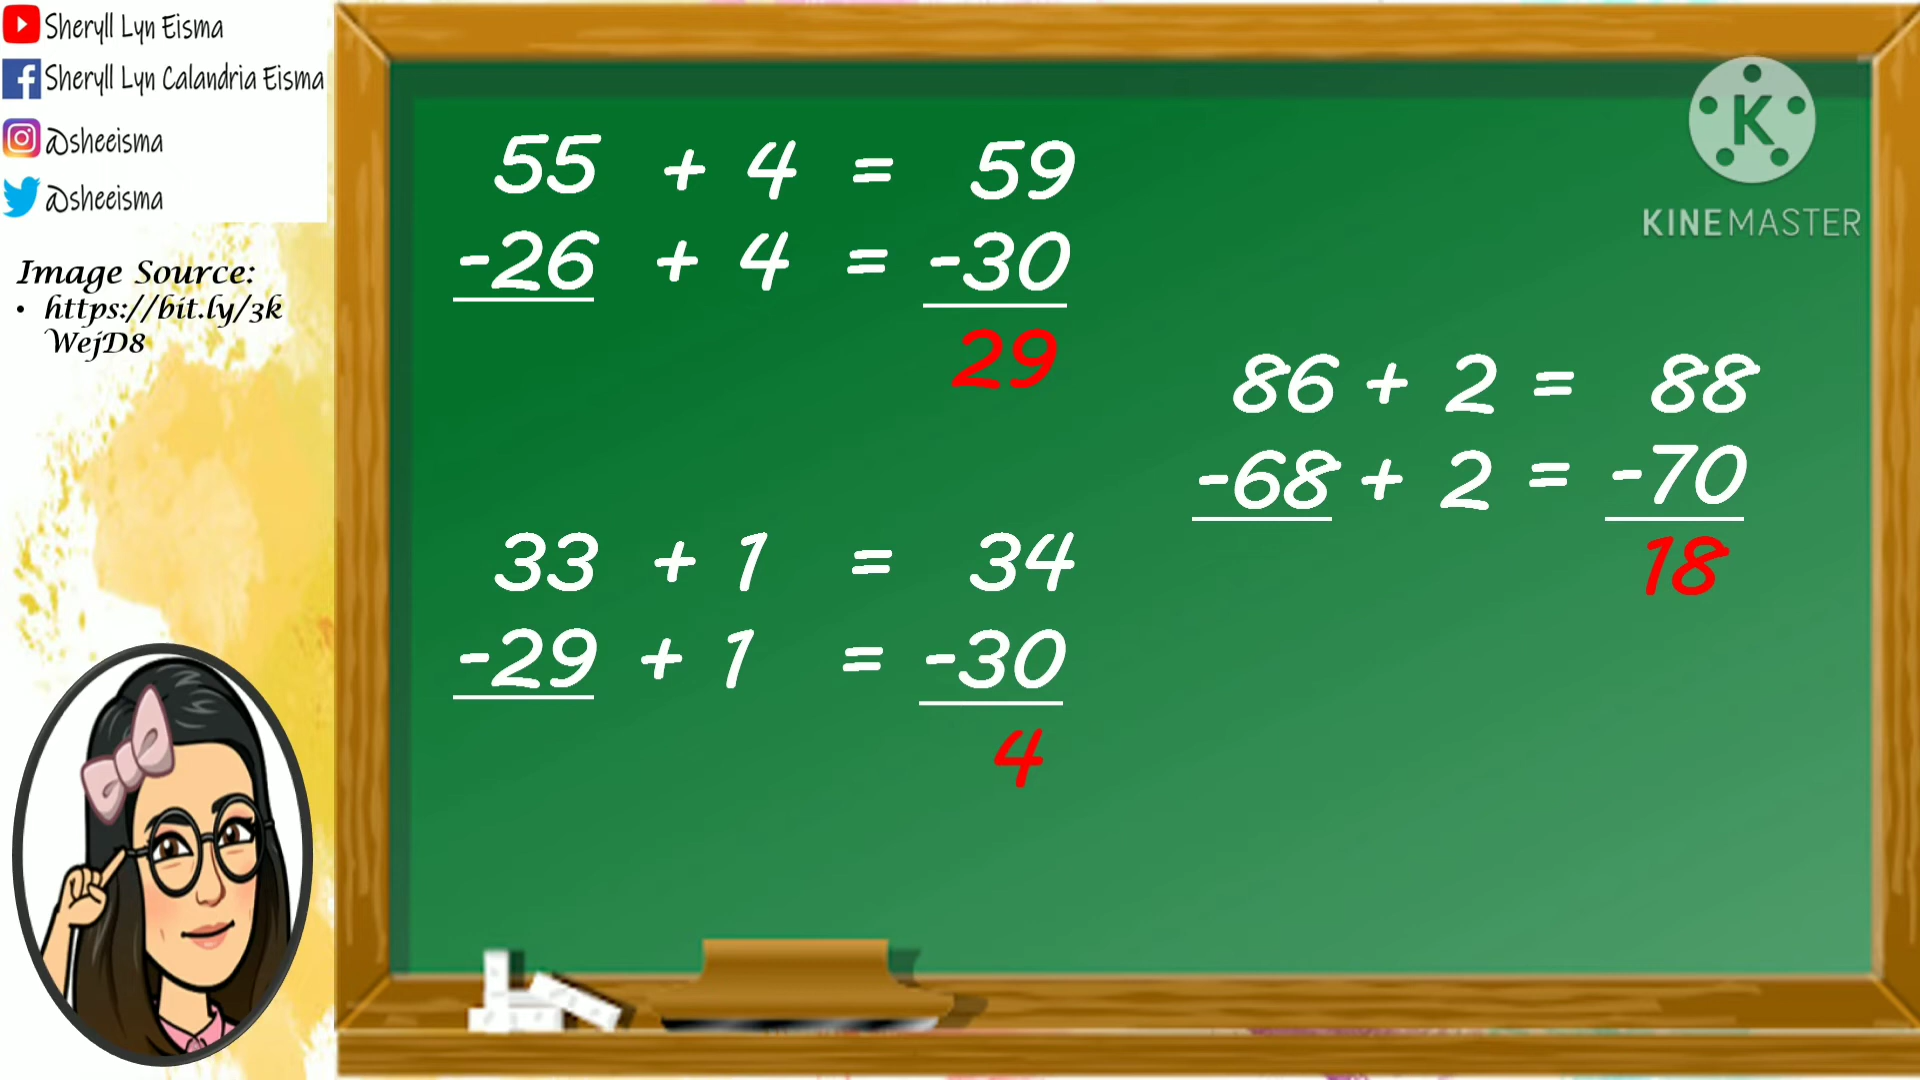 Sheryll Lyn Eisma
Sheryll Lyn Calandria Eisma
@sheeisma
@sheeisma
Image Source:
• https://bit.ly/3k
WejD8
55 + 4 = 59
-26 + 4 = -30
29
33 + 1 = 34
-29 + 1 = -30
4
86 + 2 = 88
-68 + 2 = -70
18
K
KINEMASTER